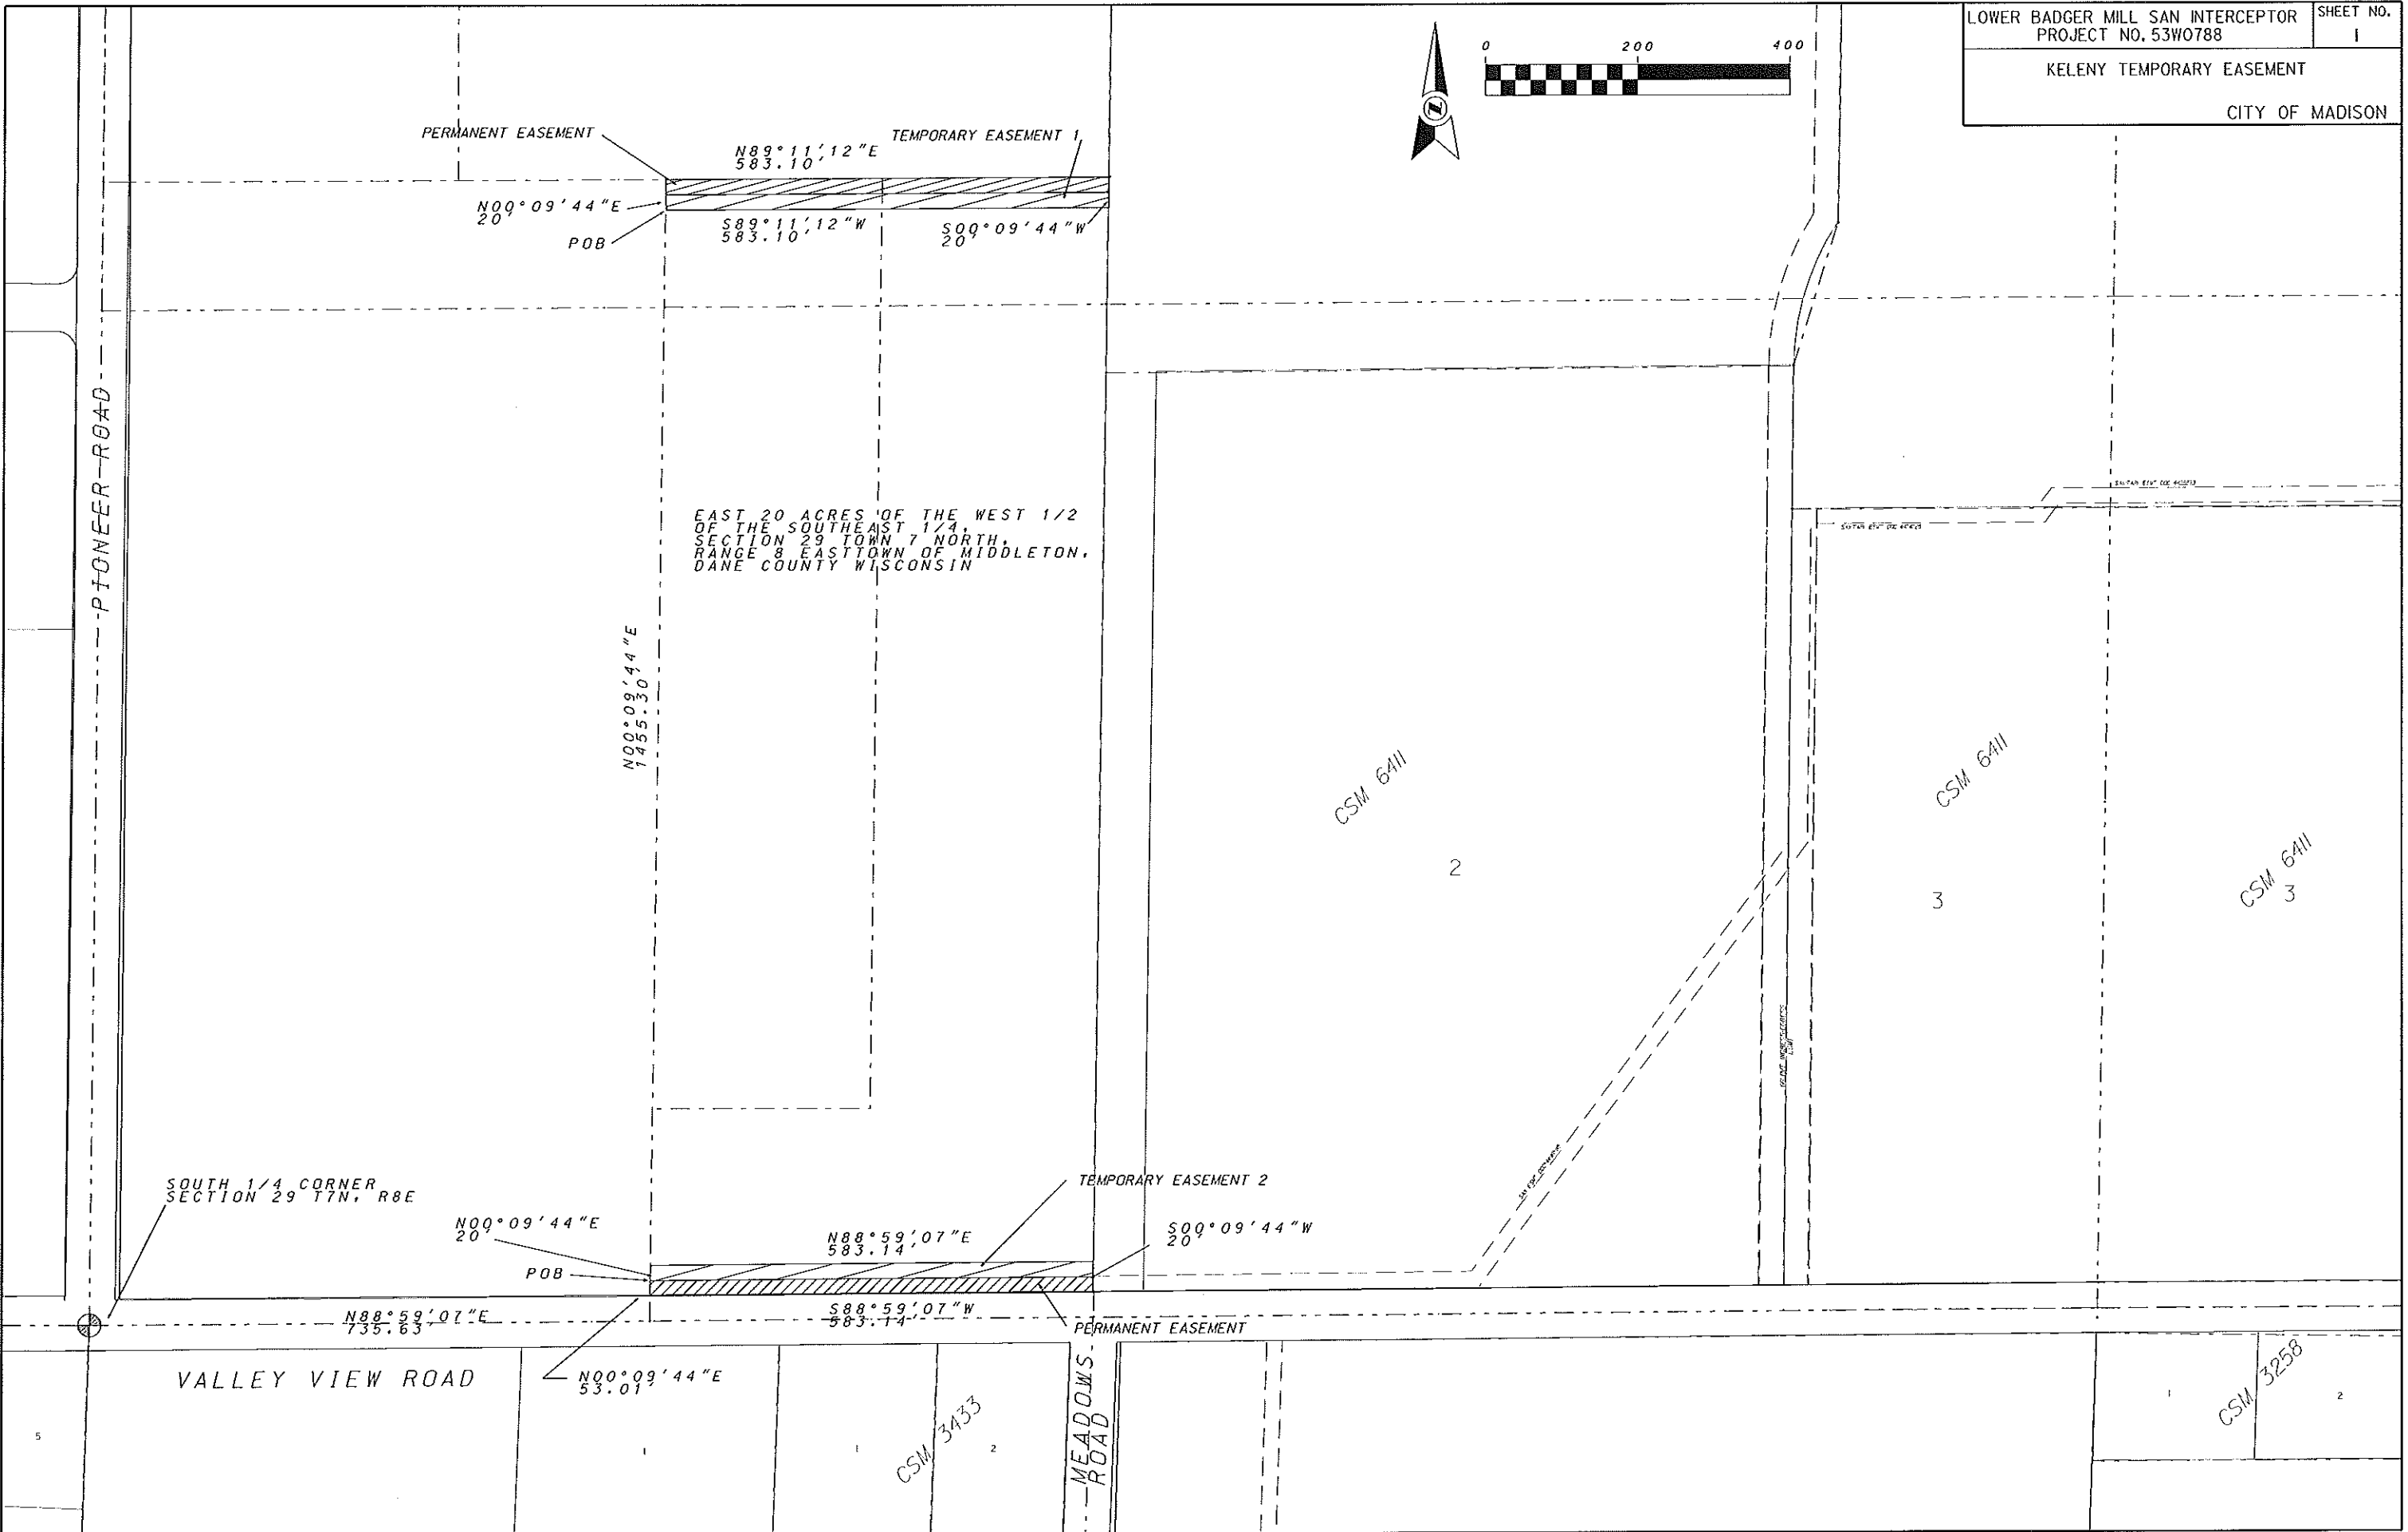 LOWER BADGER MILL SAN INTERCEPTOR
PROJECT NO. 53W0788
SHEET NO.
1
KELENY TEMPORARY EASEMENT
CITY OF MADISON
0 200 400
PERMANENT EASEMENT
TEMPORARY EASEMENT 1
N89°11'12"E
583.10'
N00°09'44"E
20'
POB
S89°11'12"W
583.10'
S00°09'44"W
20'
PIONEER ROAD
EAST 20 ACRES OF THE WEST 1/2
OF THE SOUTHEAST 1/4,
SECTION 29 TOWN 7 NORTH,
RANGE 8 EASTTOWN OF MIDDLETON,
DANE COUNTY WISCONSIN
N00°09'44"E
1455.30'
CSM 6411
2
CSM 6411
3
CSM 6411
3
SOUTH 1/4 CORNER
SECTION 29 T7N, R8E
TEMPORARY EASEMENT 2
N00°09'44"E
20'
N88°59'07"E
583.14'
S00°09'44"W
20'
POB
N88°59'07"E
735.63'
S88°59'07"W
583.14'
PERMANENT EASEMENT
VALLEY VIEW ROAD
N00°09'44"E
53.01'
MEADOWS
ROAD
CSM 3433
CSM 3258
5
1
1
2
1
2